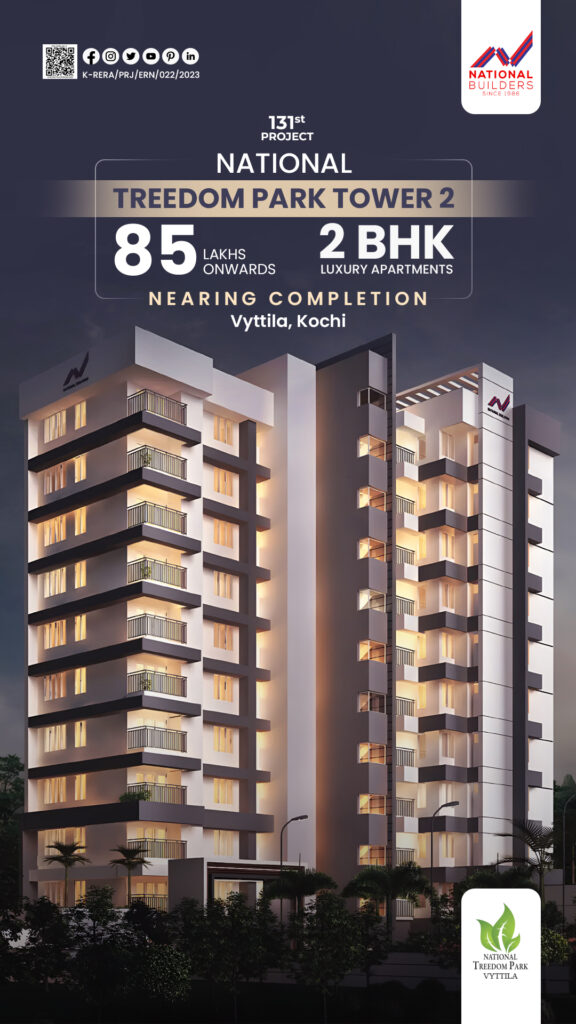 K-RERA/PRJ/ERN/022/2023
NATIONAL
BUILDERS
SINCE 1986
131st
PROJECT
NATIONAL
TREEDOM PARK TOWER 2
85 LAKHS
ONWARDS
2 BHK
LUXURY APARTMENTS
NEARING COMPLETION
Vyttila, Kochi
NATIONAL
TREEDOM PARK
VYTTILA